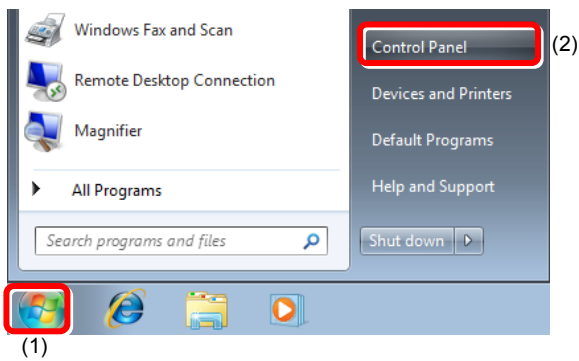 Windows Fax and Scan
Remote Desktop Connection
Magnifier
All Programs
Search programs and files
Control Panel
(2)
Devices and Printers
Default Programs
Help and Support
Shut down
(1)